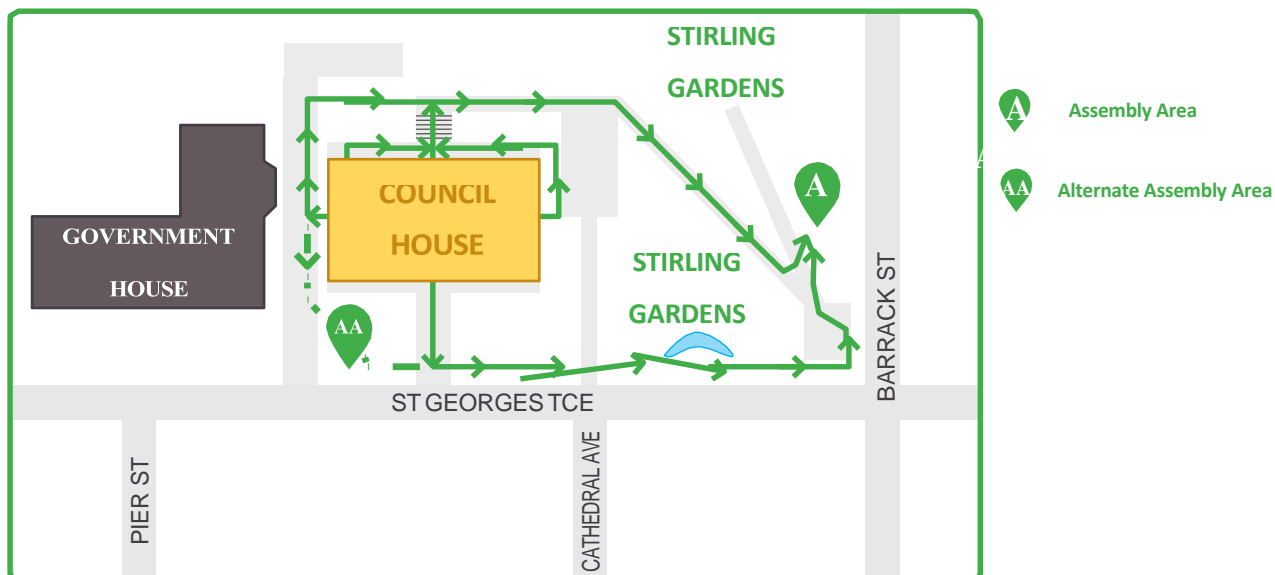 STIRLING
GARDENS
A
Assembly Area
A
AA
Alternate Assembly Area
A
COUNCIL
HOUSE
GOVERNMENT
HOUSE
STIRLING
GARDENS
AA
BARRACK ST
ST GEORGES TCE
PIER ST
CATHEDRAL AVE